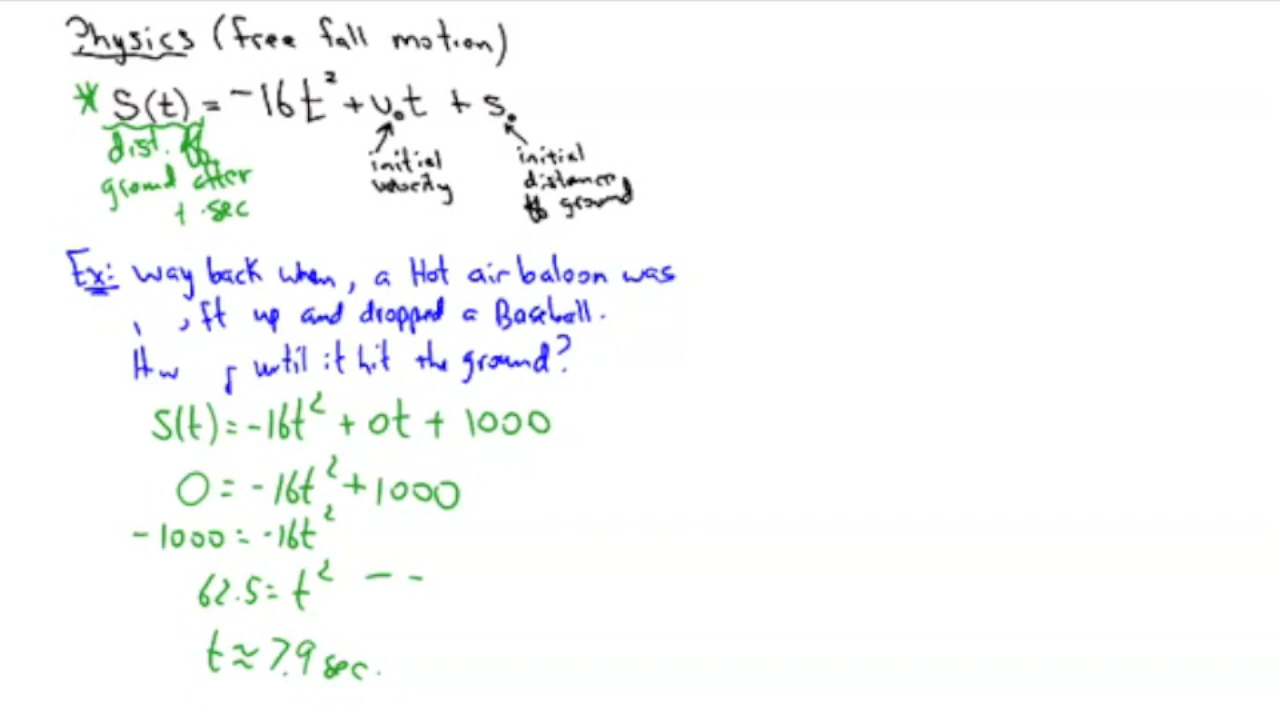 Physics (free fall motion)
* S(t) = -16t² + v₀t + s₀
dist. off
ground after
t sec
initial
velocity
initial
distance
off ground
Ex: way back when, a Hot air baloon was
ft up and dropped a Baseball.
until it hit the ground?
S(t) = -16t² + 0t + 1000
0 = -16t² + 1000
-1000 = -16t²
62.5 = t² - -
t ≈ 7.9 sec.